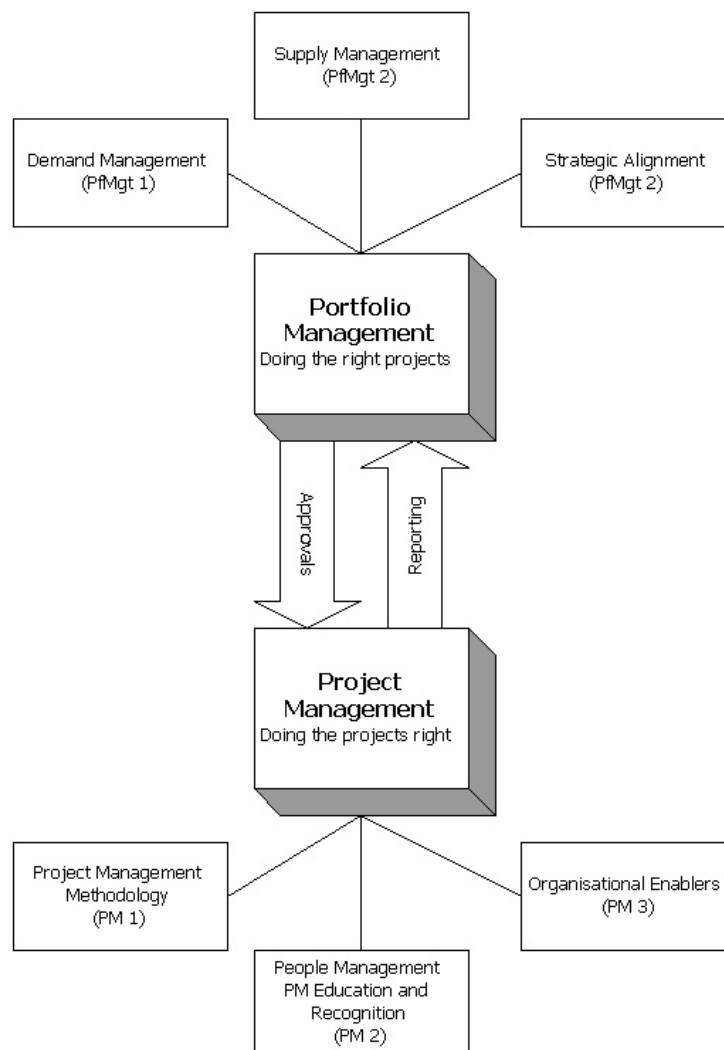 Supply Management
(PfMgt 2)
Demand Management
(PfMgt 1)
Strategic Alignment
(PfMgt 2)
Portfolio
Management
Doing the right projects
Approvals
Reporting
Project
Management
Doing the projects right
Project Management
Methodology
(PM 1)
Organisational Enablers
(PM 3)
People Management
PM Education and
Recognition
(PM 2)